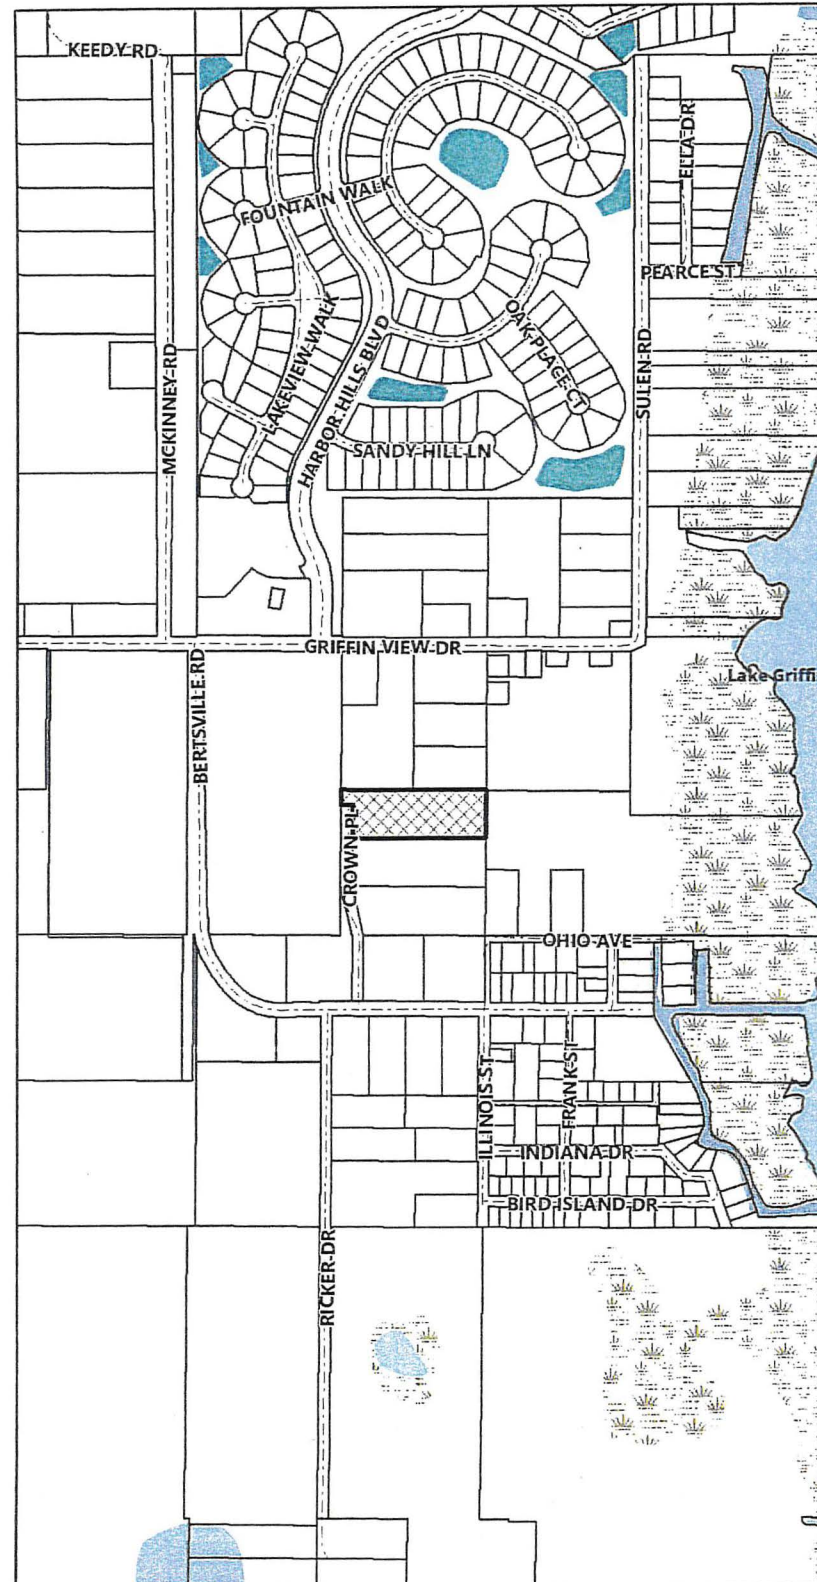 KEEDY RD
ELLA DR
FOUNTAIN WALK
PEARCE ST
OAK PLACE CT
LAKEVIEW WALK
HARBOR HILLS BLVD
SULEN RD
MCKINNEY RD
SANDY HILL LN
GRIFFIN VIEW DR
BERTSVILLE RD
Lake Griffi
CROWN PL
OHIO AVE
ILLINOIS ST
FRANK ST
INDIANA DR
BIRD ISLAND DR
RICKER DR